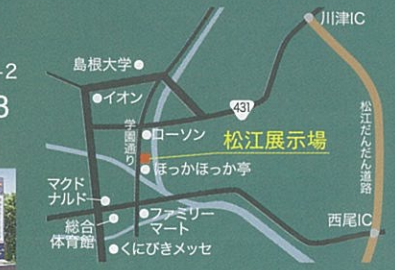 川津IC
島根大学
-2
イオン
3
431
学園通り
ローソン
松江展示場
松江だんだん道路
ほっかほっか亭
マクド
ナルド
ファミリー
マート
総合
体育館
西尾IC
くにびきメッセ